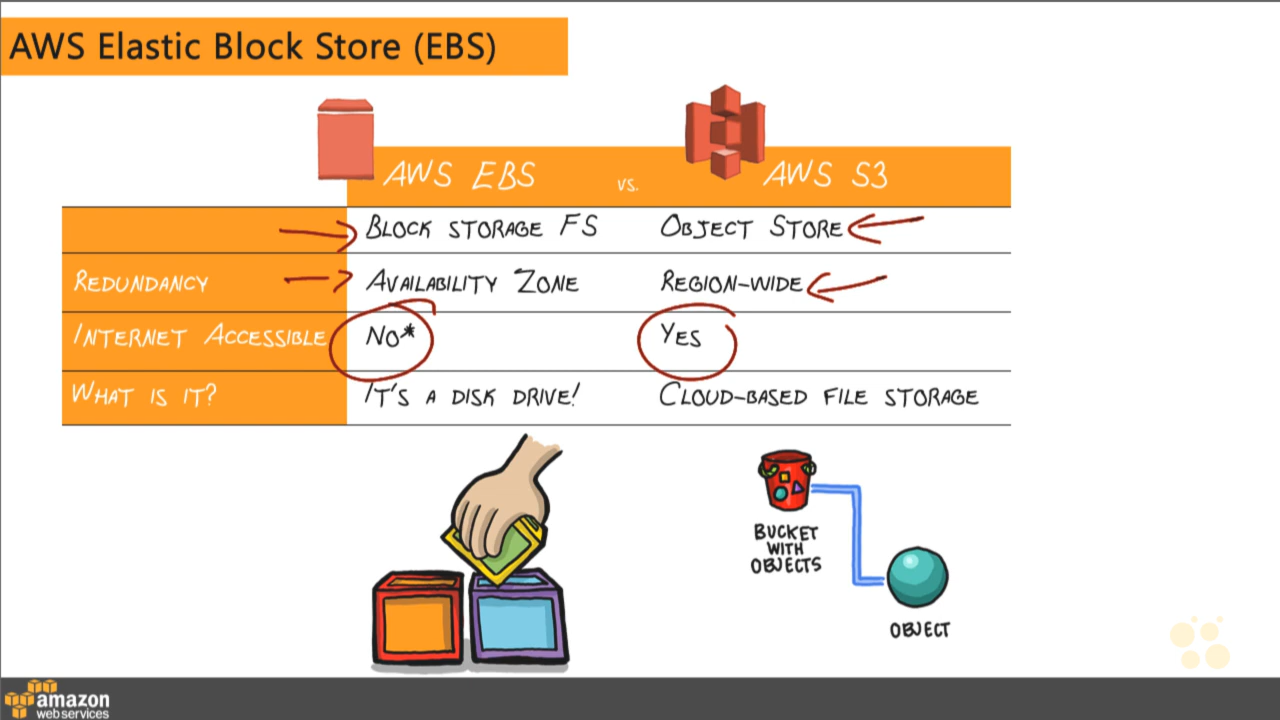 AWS Elastic Block Store (EBS)
AWS EBS vs. AWS S3
BLOCK STORAGE FS OBJECT STORE
REDUNDANCY AVAILABILITY ZONE REGION-WIDE
INTERNET ACCESSIBLE NO* YES
WHAT IS IT? IT'S A DISK DRIVE! CLOUD-BASED FILE STORAGE
BUCKET
WITH
OBJECTS
OBJECT
amazon
webservices